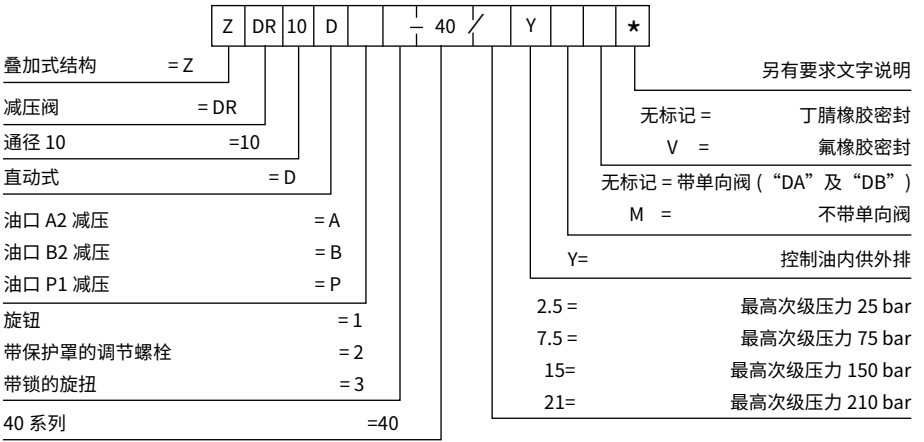 Z DR 10 D – 40 / Y *
叠加式结构 = Z
减压阀 = DR
通径 10 =10
直动式 = D
油口 A2 减压 = A
油口 B2 减压 = B
油口 P1 减压 = P
旋钮 = 1
带保护罩的调节螺栓 = 2
带锁的旋扭 = 3
40 系列 =40
另有要求文字说明
无标记 = 丁腈橡胶密封
V = 氟橡胶密封
无标记 = 带单向阀 (“DA”及“DB”)
M = 不带单向阀
Y= 控制油内供外排
2.5 = 最高次级压力 25 bar
7.5 = 最高次级压力 75 bar
15= 最高次级压力 150 bar
21= 最高次级压力 210 bar